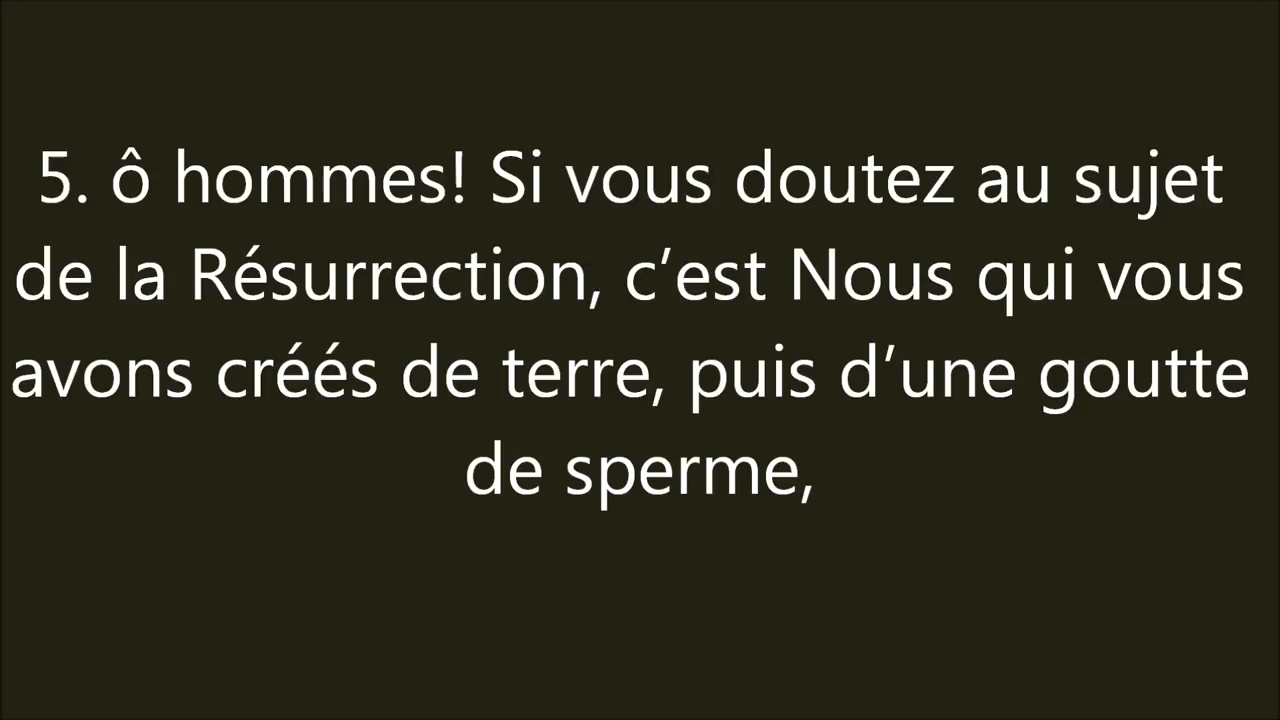 5. ô hommes! Si vous doutez au sujet
de la Résurrection, c’est Nous qui vous
avons créés de terre, puis d’une goutte
de sperme,